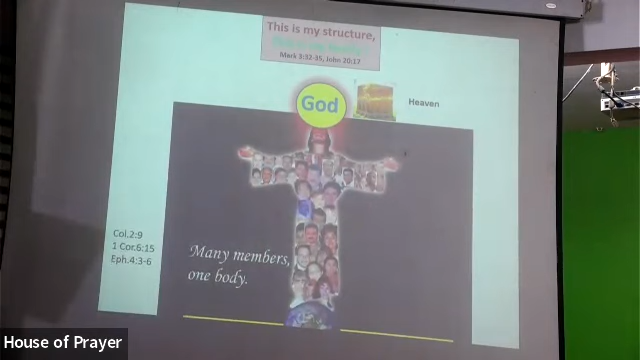 This is my structure,
Mark 3:32-35, John 20:17
God
Heaven
Col.2:9
1 Cor.6:15
Eph.4:3-6
Many members,
one body.
House of Prayer